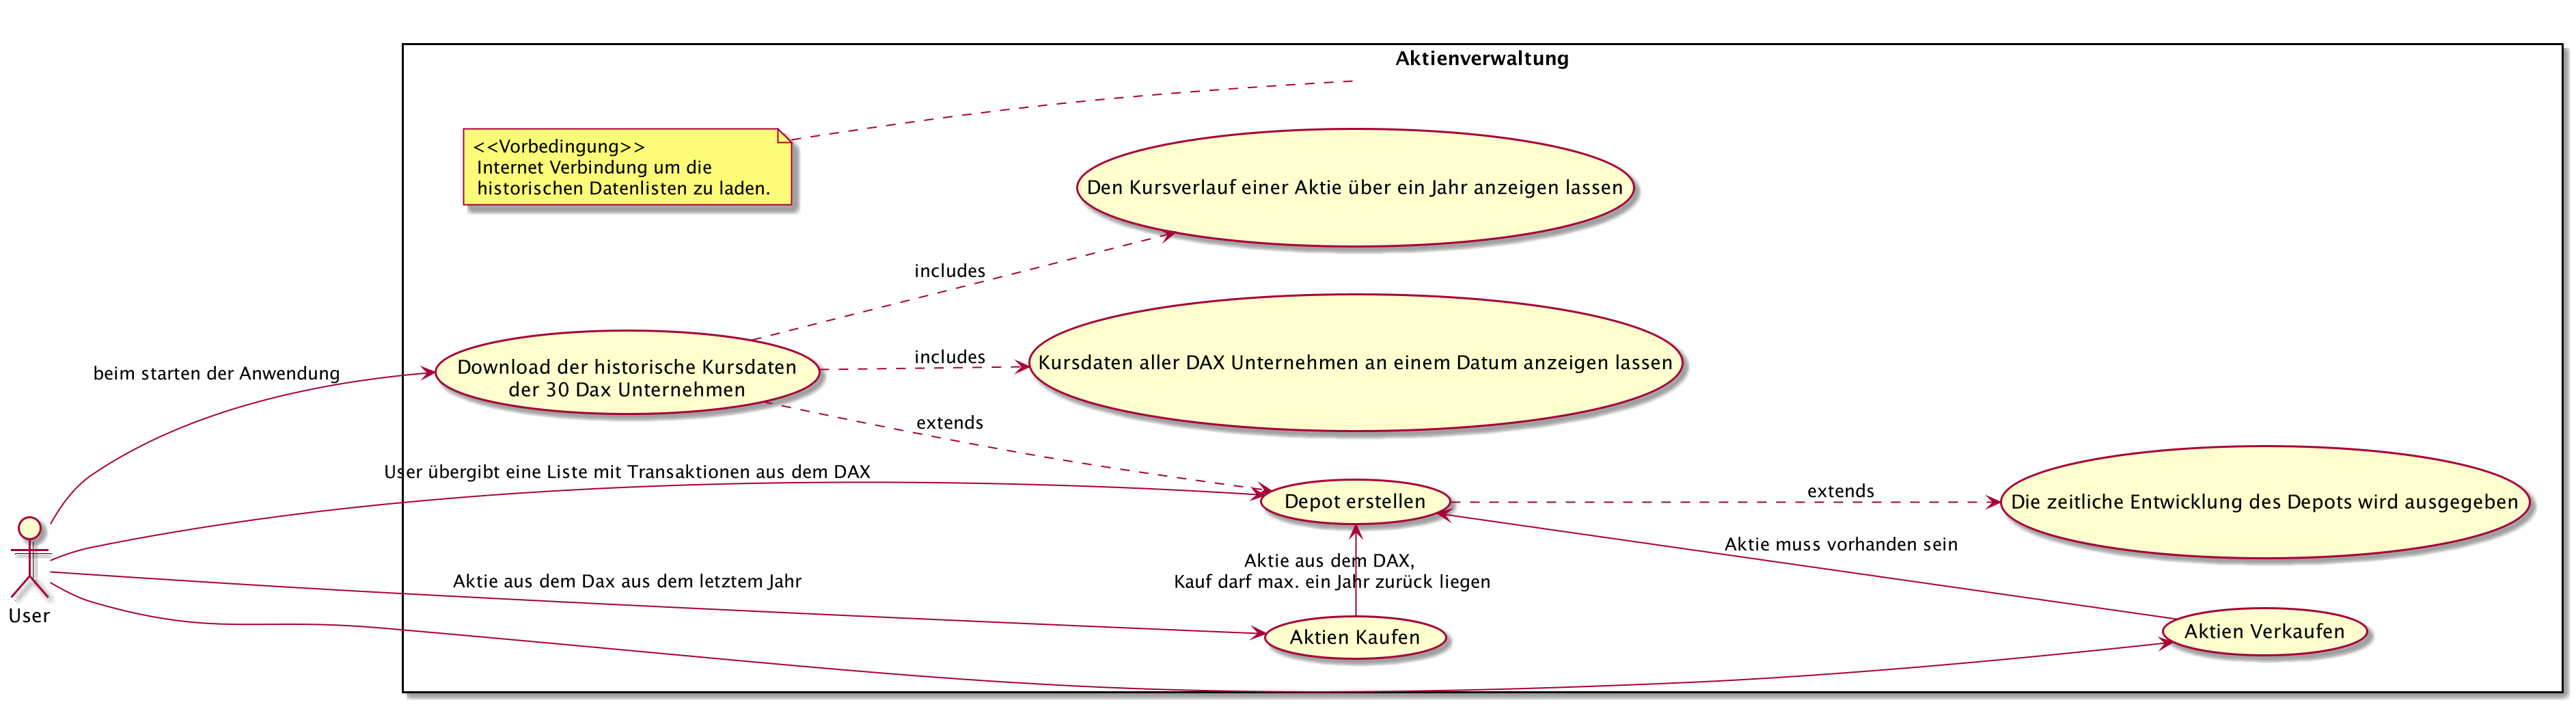 Aktienverwaltung
<<Vorbedingung>>
Internet Verbindung um die
historischen Datenlisten zu laden.
Den Kursverlauf einer Aktie über ein Jahr anzeigen lassen
includes
includes
Kursdaten aller DAX Unternehmen an einem Datum anzeigen lassen
beim starten der Anwendung
Download der historische Kursdaten
der 30 Dax Unternehmen
extends
User übergibt eine Liste mit Transaktionen aus dem DAX
Depot erstellen
extends
Die zeitliche Entwicklung des Depots wird ausgegeben
Aktie muss vorhanden sein
Aktie aus dem DAX,
Kauf darf max. ein Jahr zurück liegen
Aktie aus dem Dax aus dem letztem Jahr
User
Aktien Kaufen
Aktien Verkaufen